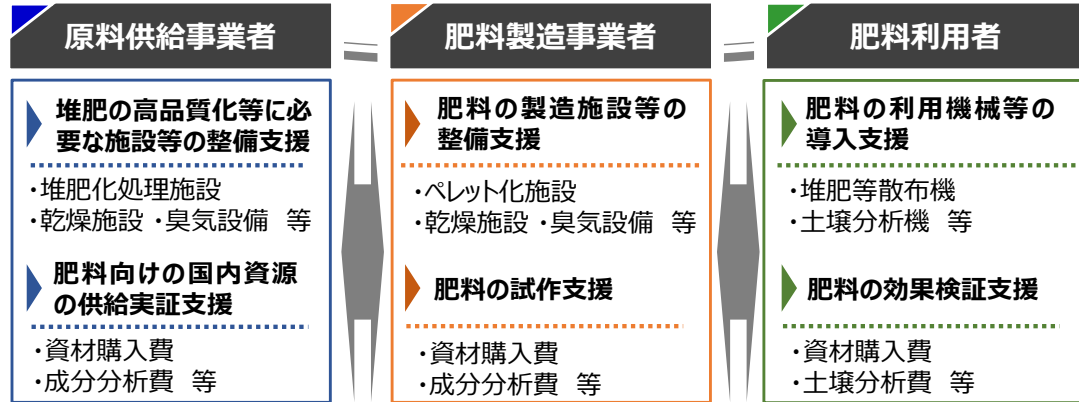 原料供給事業者
堆肥の高品質化等に必
要な施設等の整備支援
・堆肥化処理施設
・乾燥施設・臭気設備 等
肥料向けの国内資源
の供給実証支援
・資材購入費
・成分分析費 等
肥料製造事業者
肥料の製造施設等の
整備支援
・ペレット化施設
・乾燥施設・臭気設備 等
肥料の試作支援
・資材購入費
・成分分析費 等
肥料利用者
肥料の利用機械等の
導入支援
・堆肥等散布機
・土壌分析機 等
肥料の効果検証支援
・資材購入費
・土壌分析費 等